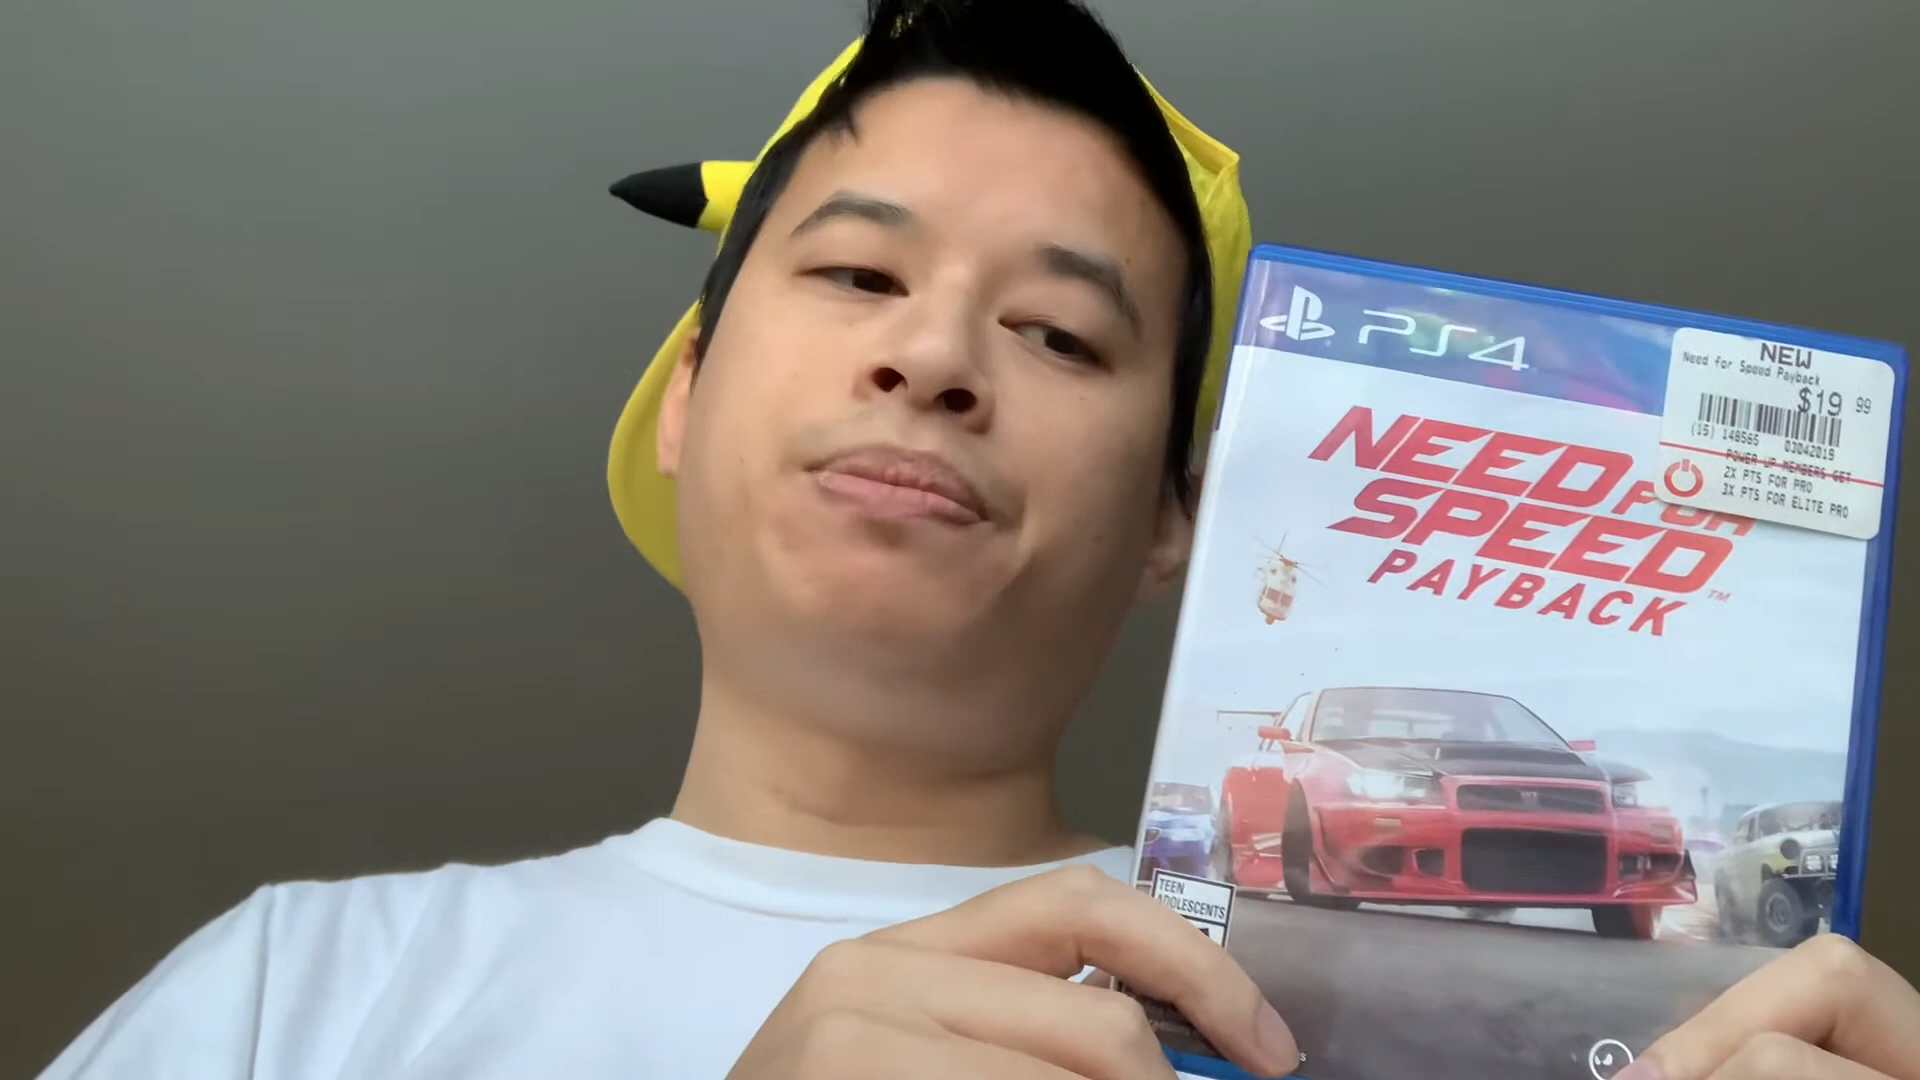 PS4
NEW
Need for Speed Payback
$19 99
(15) 148565 03042019
POWER UP MEMBERS GET
2X PTS FOR PRO
3X PTS FOR ELITE PRO
NEED FOR
SPEED™
PAYBACK
TEEN
ADOLESCENTS